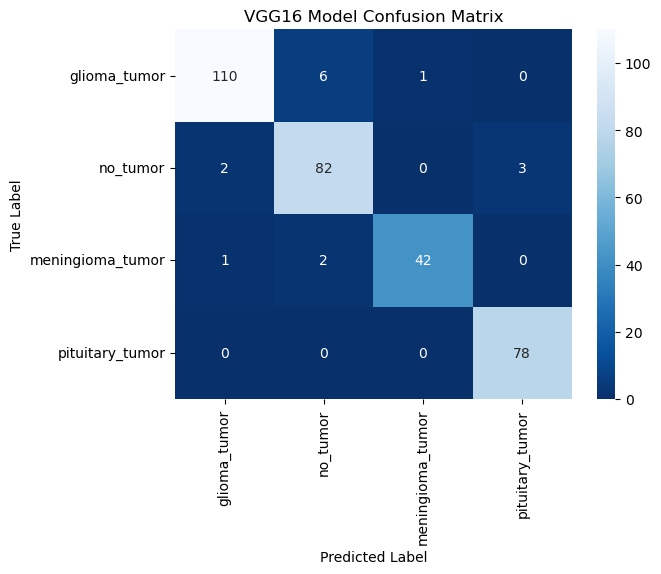 VGG16 Model Confusion Matrix
True Label
glioma_tumor 110 6 1 0
no_tumor 2 82 0 3
meningioma_tumor 1 2 42 0
pituitary_tumor 0 0 0 78
glioma_tumor
no_tumor
meningioma_tumor
pituitary_tumor
Predicted Label
100
80
60
40
20
0